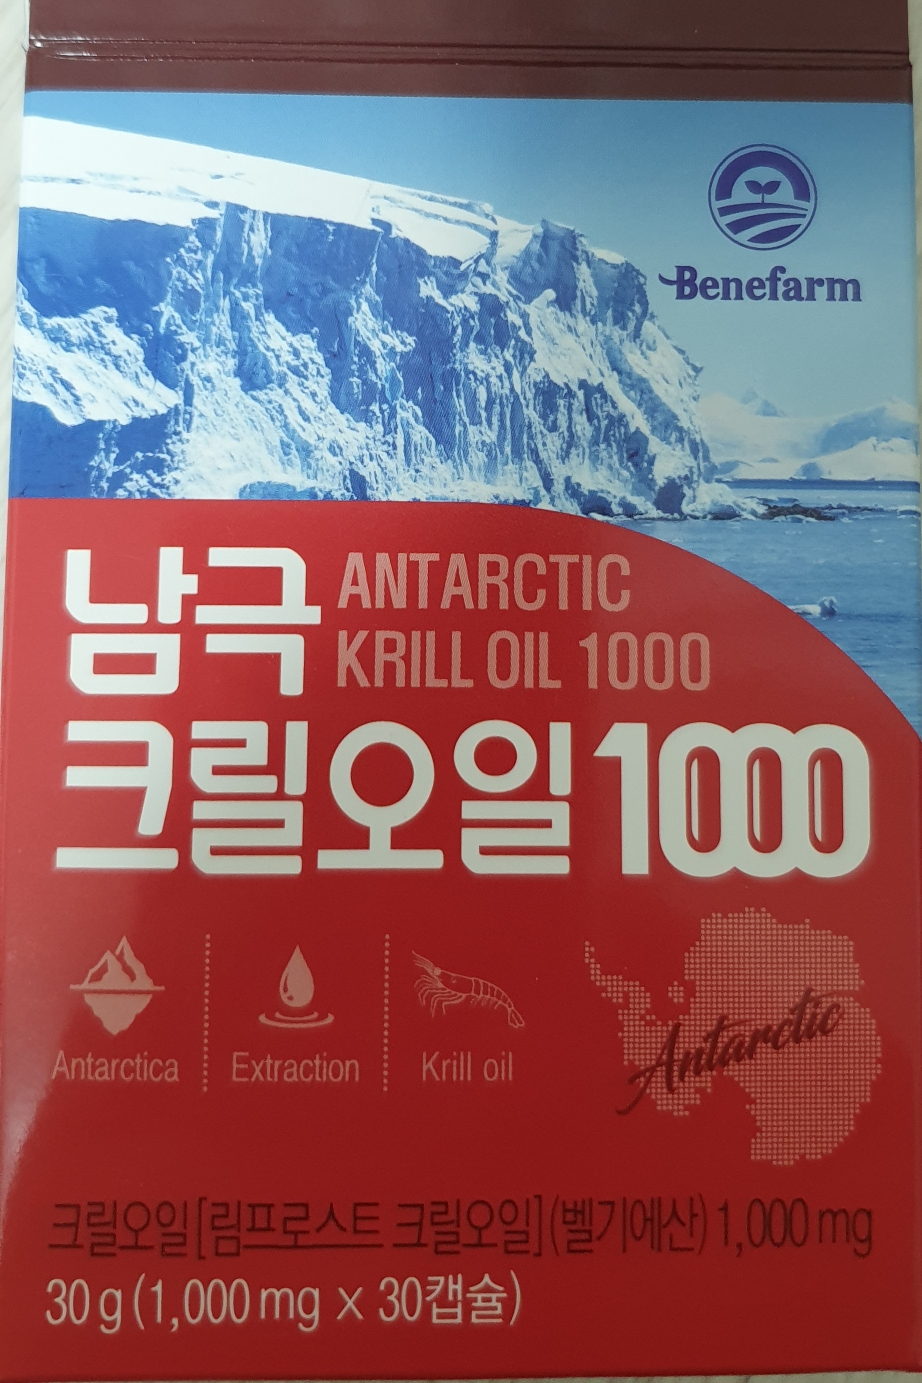 Benefarm
남극
ANTARCTIC
KRILL OIL 1000
크릴오일1000
Antarctica
Extraction
Krill oil
Antarctic
크릴오일[림프로스트 크릴오일](벨기에산) 1,000 mg
30 g (1,000 mg x 30캡슐)